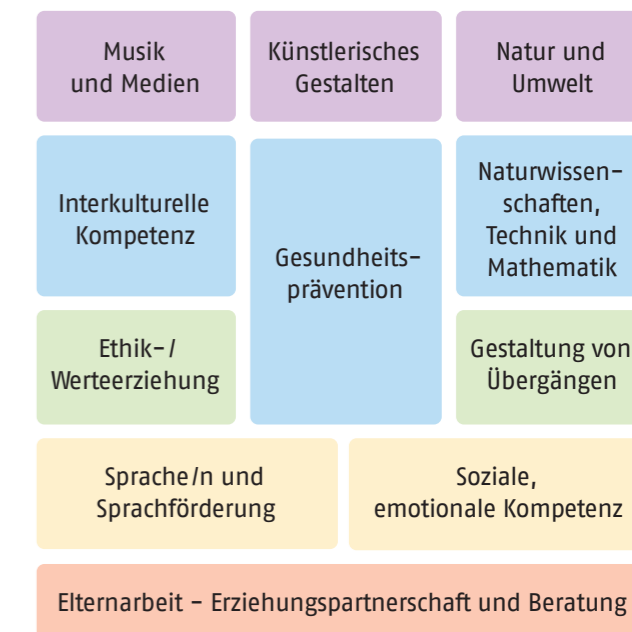 Musik
und Medien
Künstlerisches
Gestalten
Natur und
Umwelt
Interkulturelle
Kompetenz
Gesundheits-
prävention
Naturwissen-
schaften,
Technik und
Mathematik
Ethik-/
Werteerziehung
Gestaltung von
Übergängen
Sprache/n und
Sprachförderung
Soziale,
emotionale Kompetenz
Elternarbeit - Erziehungspartnerschaft und Beratung